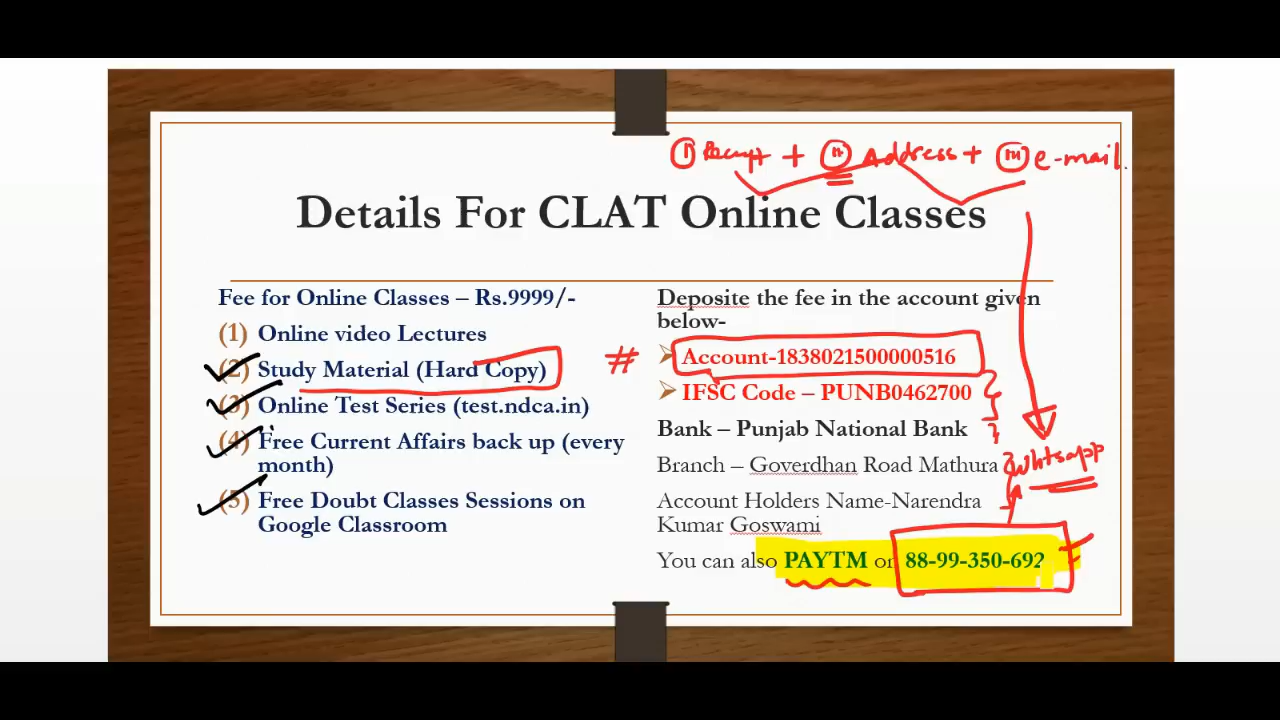 ① Receipt + ② Address + ③ e-mail.
Details For CLAT Online Classes
Fee for Online Classes – Rs.9999/-
(1) Online video Lectures
(2) Study Material (Hard Copy)
(3) Online Test Series (test.ndca.in)
(4) Free Current Affairs back up (every
month)
(5) Free Doubt Classes Sessions on
Google Classroom
Deposite the fee in the account given
below-
# Account-1838021500000516
IFSC Code – PUNB0462700
Bank – Punjab National Bank
Branch – Goverdhan Road Mathura
Whatsapp
Account Holders Name-Narendra
Kumar Goswami
You can also PAYTM on 88-99-350-692